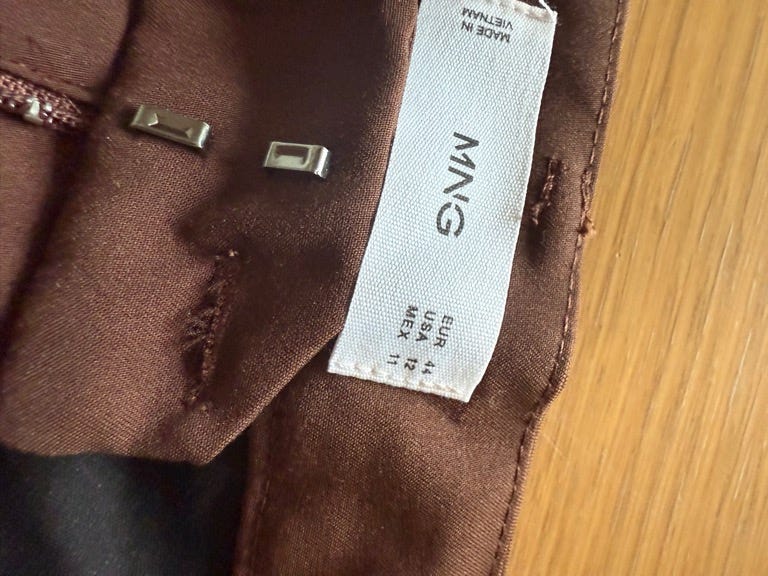 MADE IN
VIETNAM
MNG
EUR 44
USA 12
MEX 11